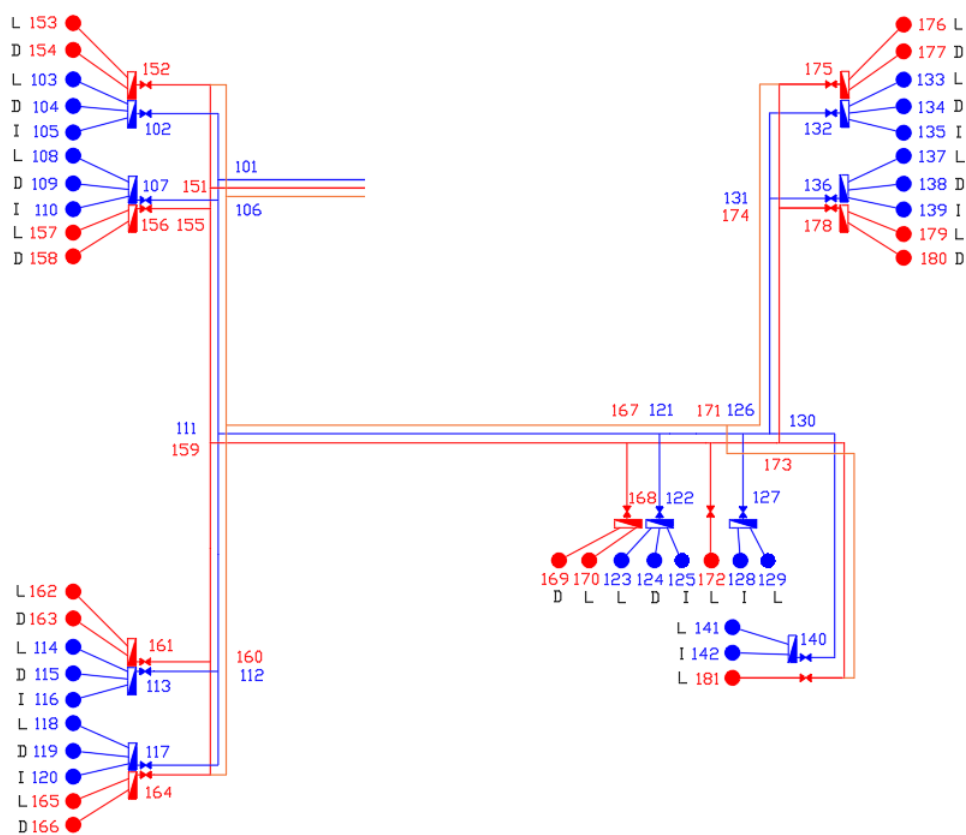 L 153
176 L
D 154
177 D
152
175
L 103
133 L
D 104
134 D
I 105
102
132
135 I
L 108
137 L
101
D 109
107
151
131
136
138 D
I 110
106
174
139 I
L 157
156
155
178
179 L
D 158
180 D
167
121
171
126
111
130
159
173
168
122
127
169
170
123
124
125
172
128
129
D
L
L
D
I
L
I
L
L 162
D 163
L 141
140
L 114
161
160
I 142
D 115
113
112
L 181
I 116
L 118
D 119
117
I 120
164
L 165
D 166